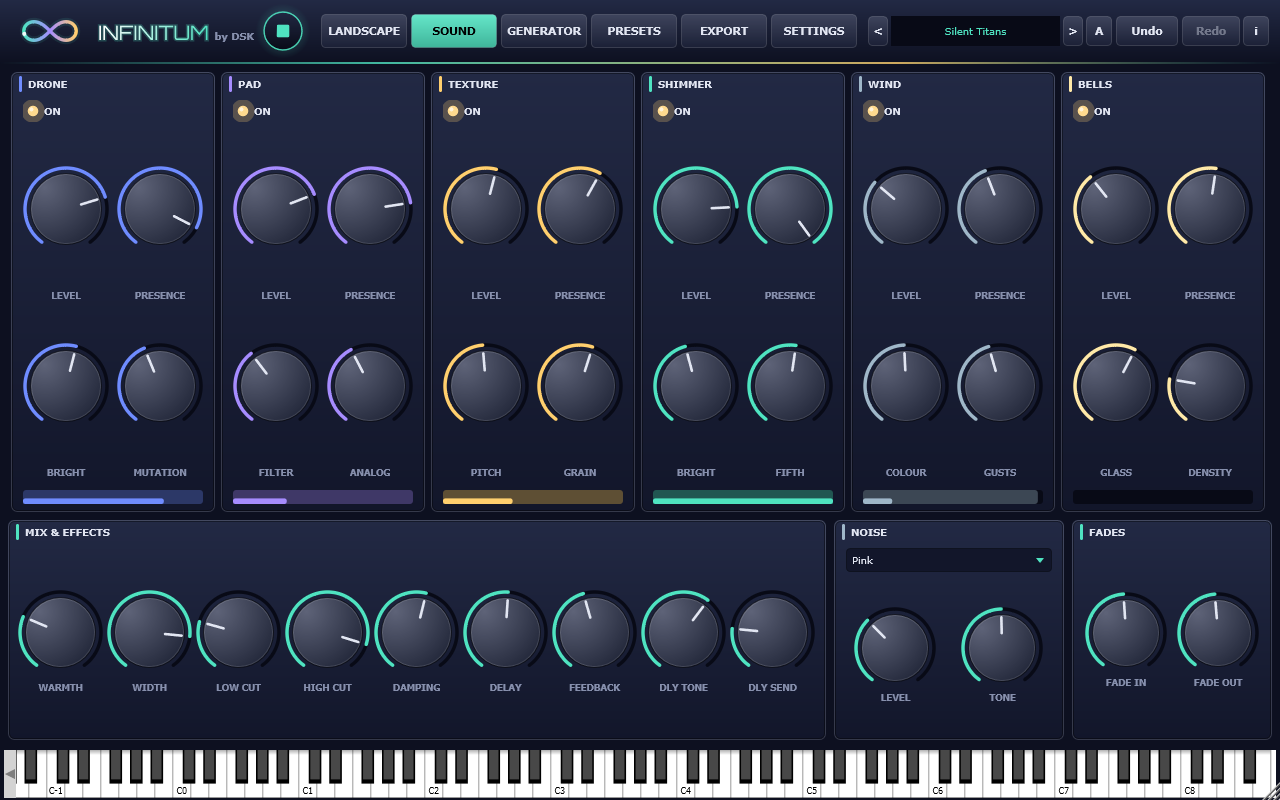 INFINITUM by DSK
LANDSCAPE SOUND GENERATOR PRESETS EXPORT SETTINGS < Silent Titans > A Undo Redo i
DRONE PAD TEXTURE SHIMMER WIND BELLS
ON ON ON ON ON ON
LEVEL PRESENCE LEVEL PRESENCE LEVEL PRESENCE LEVEL PRESENCE LEVEL PRESENCE LEVEL PRESENCE
BRIGHT MUTATION FILTER ANALOG PITCH GRAIN BRIGHT FIFTH COLOUR GUSTS GLASS DENSITY
MIX & EFFECTS NOISE FADES
Pink
WARMTH WIDTH LOW CUT HIGH CUT DAMPING DELAY FEEDBACK DLY TONE DLY SEND
LEVEL TONE
FADE IN FADE OUT
C-1 C0 C1 C2 C3 C4 C5 C6 C7 C8